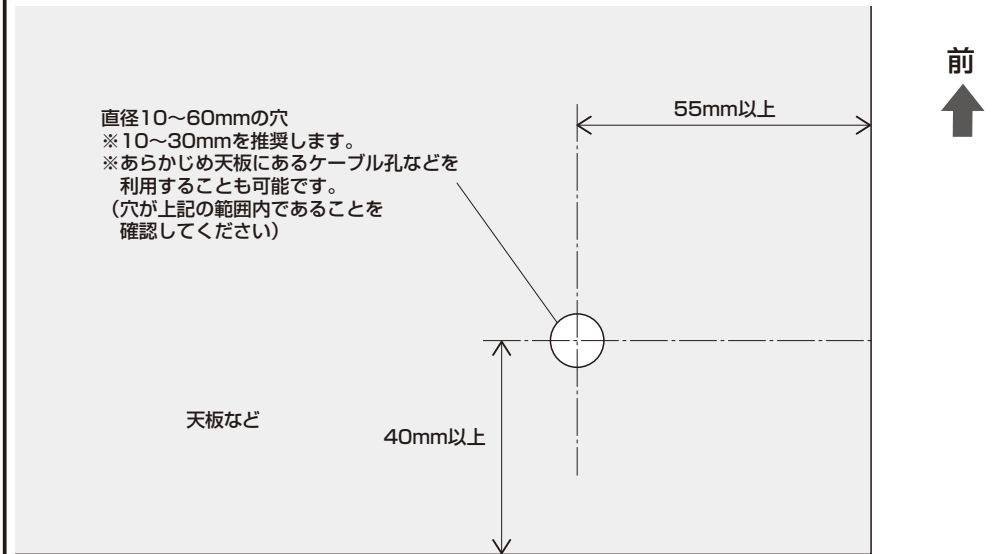 前
55mm以上
直径10〜60mmの穴
※10〜30mmを推奨します。
※あらかじめ天板にあるケーブル孔などを
利用することも可能です。
（穴が上記の範囲内であることを
確認してください）
天板など
40mm以上